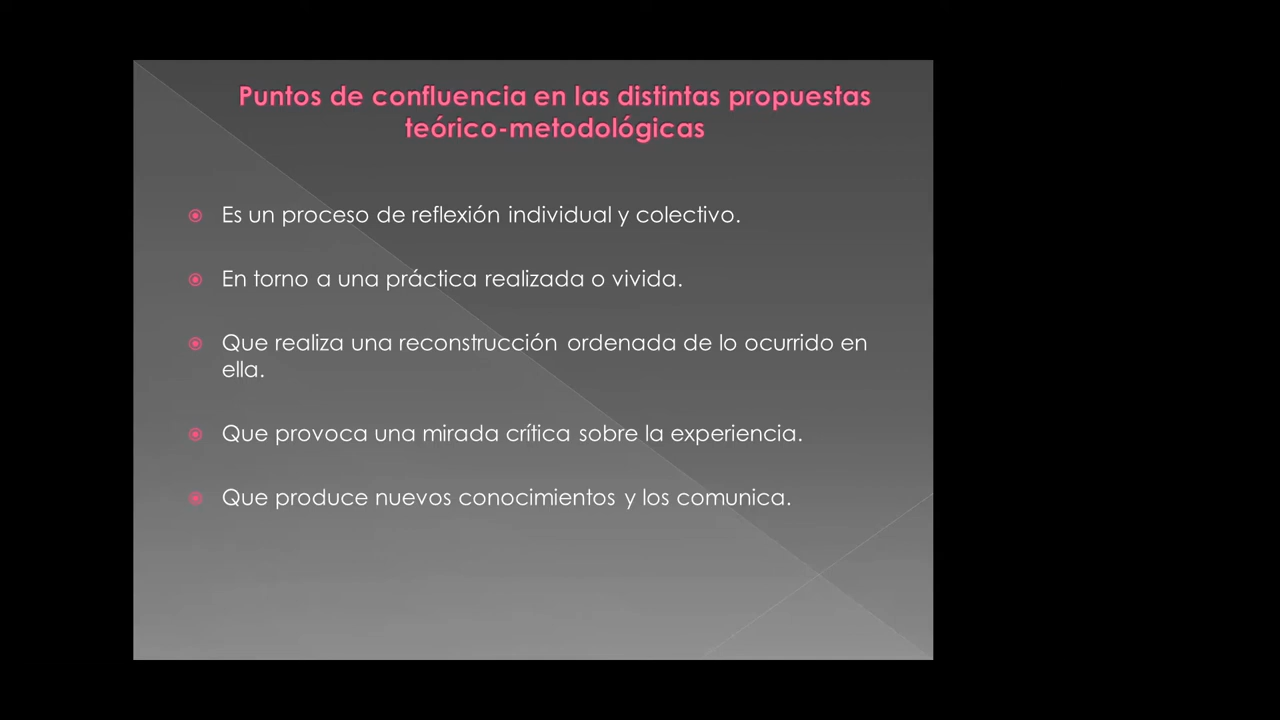 Puntos de confluencia en las distintas propuestas
teórico-metodológicas
Es un proceso de reflexión individual y colectivo.
En torno a una práctica realizada o vivida.
Que realiza una reconstrucción ordenada de lo ocurrido en
ella.
Que provoca una mirada crítica sobre la experiencia.
Que produce nuevos conocimientos y los comunica.